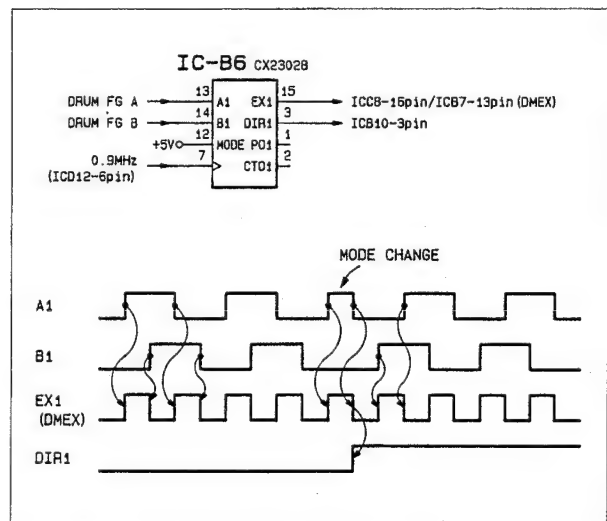 IC-B6 CX23028
13 15
DRUM FG A A1 EX1 ICC8-16pin/ICB7-13pin (DMEX)
14 3
DRUM FG B B1 DIR1 ICB10-3pin
12 1
+5V MODE PO1
7 2
0.9MHz CTO1
(ICD12-6pin)
MODE CHANGE
A1
B1
EX1
(DMEX)
DIR1